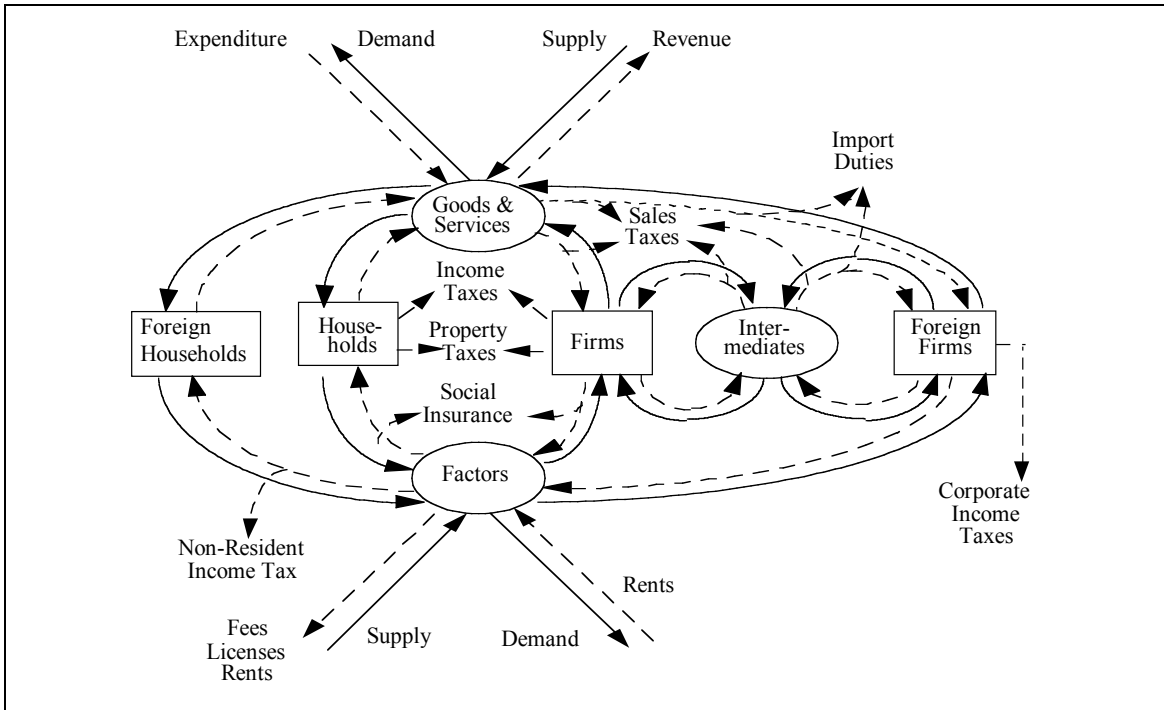 Expenditure
Demand
Supply
Revenue
Import
Duties
Goods &
Services
Sales
Taxes
Income
Taxes
Foreign
Households
House-
holds
Property
Taxes
Firms
Inter-
mediates
Foreign
Firms
Social
Insurance
Factors
Corporate
Income
Taxes
Non-Resident
Income Tax
Rents
Fees
Licenses
Rents
Supply
Demand